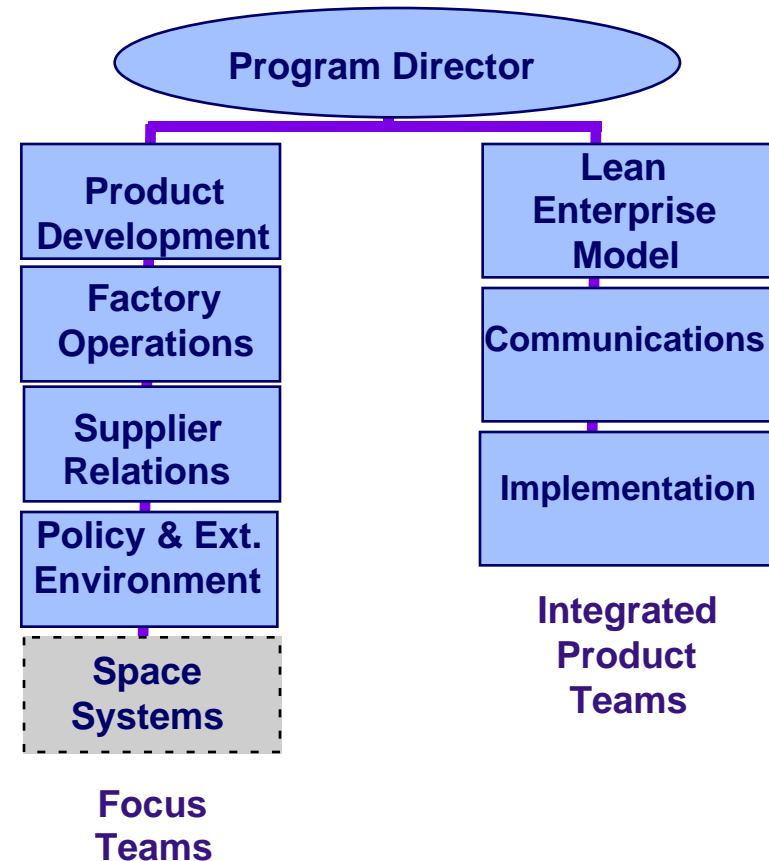 Program Director
Product
Development
Factory
Operations
Supplier
Relations
Policy & Ext.
Environment
Space
Systems
Focus
Teams
Lean
Enterprise
Model
Communications
Implementation
Integrated
Product
Teams